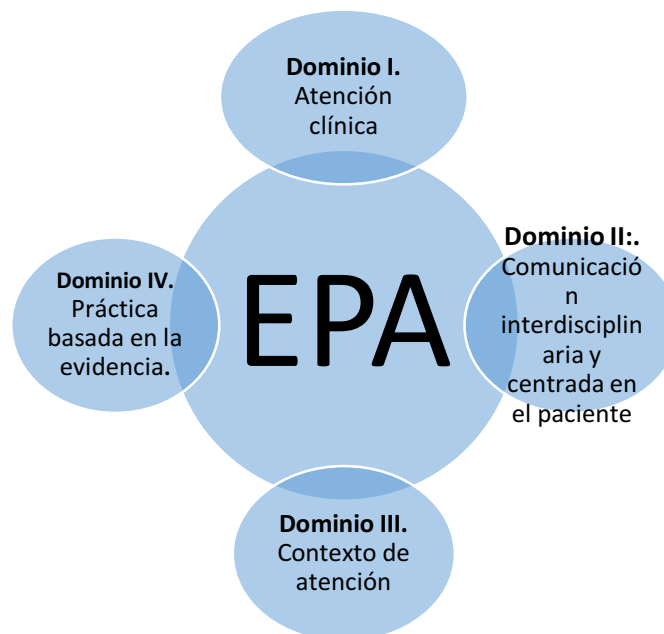 Dominio I.
Atención
clínica
EPA
Dominio II:.
Comunicació
n
interdisciplin
aria y
centrada en
el paciente
Dominio III.
Contexto de
atención
Dominio IV.
Práctica
basada en la
evidencia.